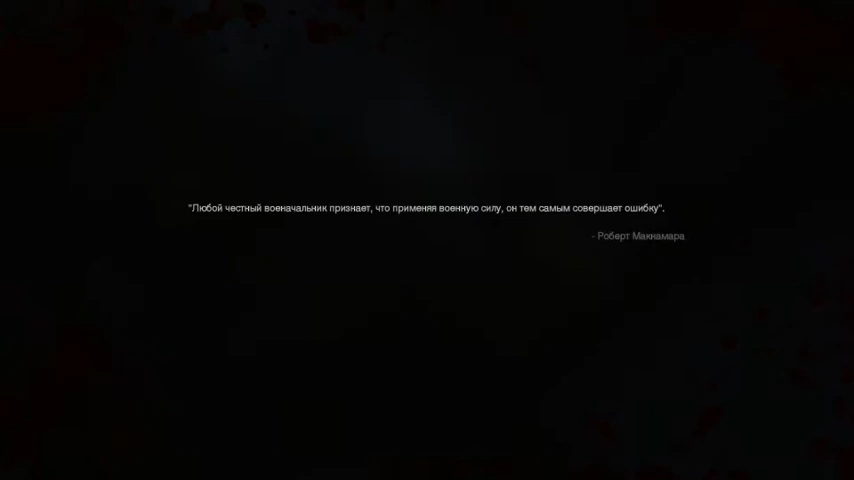 "Любой честный военачальник признает, что применяя военную силу, он тем самым совершает ошибку".
- Роберт Макнамара